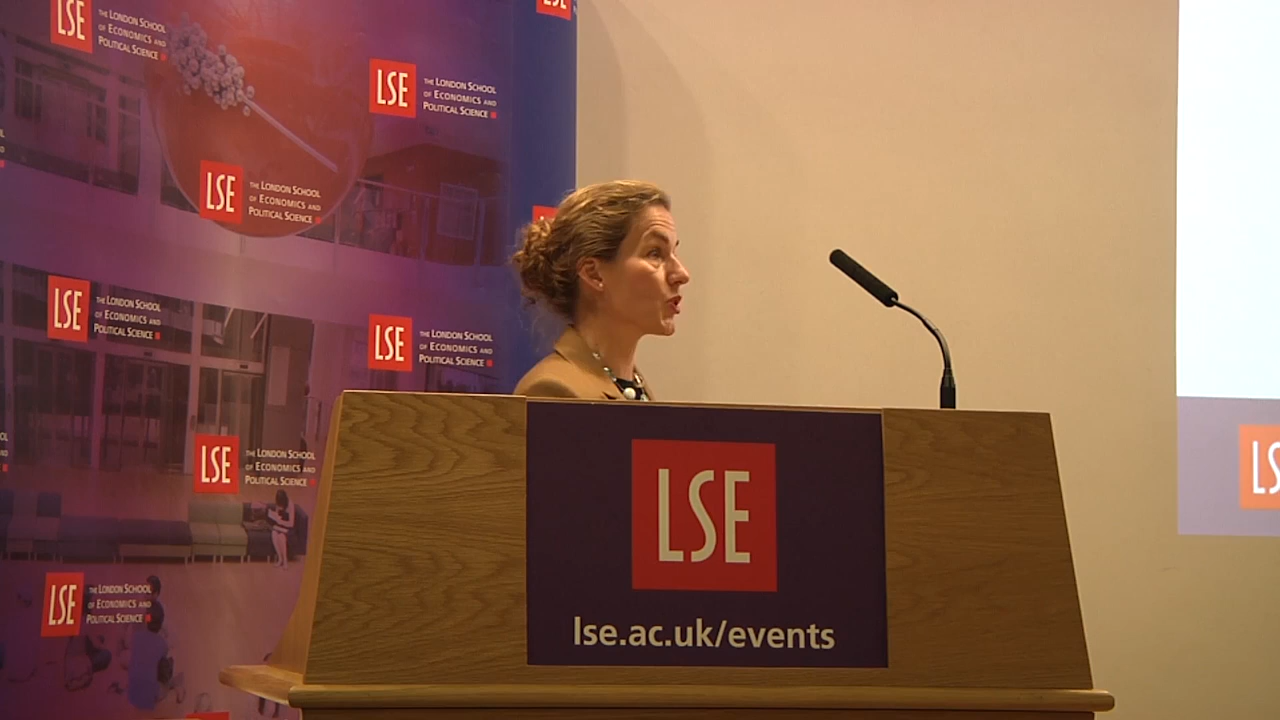 LSE
THE LONDON SCHOOL
OF ECONOMICS AND
POLITICAL SCIENCE
LSE
THE LONDON SCHOOL
OF ECONOMICS AND
POLITICAL SCIENCE
LSE
THE LONDON SCHOOL
OF ECONOMICS AND
POLITICAL SCIENCE
LSE
THE LONDON SCHOOL
OF ECONOMICS AND
POLITICAL SCIENCE
LSE
THE LONDON SCHOOL
OF ECONOMICS AND
POLITICAL SCIENCE
LSE
THE LONDON SCHOOL
OF ECONOMICS AND
POLITICAL SCIENCE
LSE
THE LONDON SCHOOL
OF ECONOMICS AND
POLITICAL SCIENCE
LSE
lse.ac.uk/events